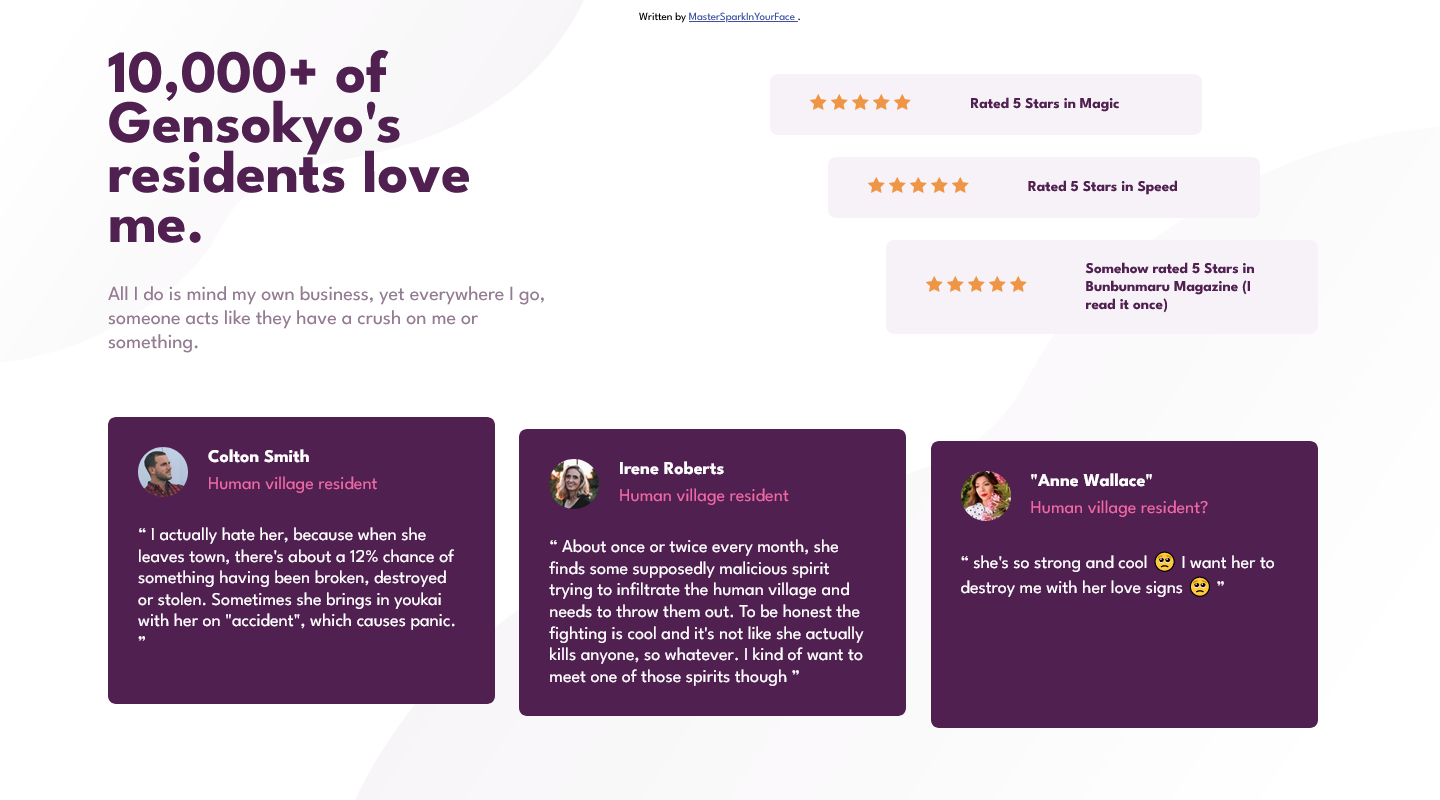 Written by MasterSparkInYourFace .
10,000+ of
Gensokyo's
residents love
me.
All I do is mind my own business, yet everywhere I go,
someone acts like they have a crush on me or
something.
Rated 5 Stars in Magic
Rated 5 Stars in Speed
Somehow rated 5 Stars in
Bunbunmaru Magazine (I
read it once)
Colton Smith
Human village resident
“ I actually hate her, because when she
leaves town, there's about a 12% chance of
something having been broken, destroyed
or stolen. Sometimes she brings in youkai
with her on "accident", which causes panic.
”
Irene Roberts
Human village resident
“ About once or twice every month, she
finds some supposedly malicious spirit
trying to infiltrate the human village and
needs to throw them out. To be honest the
fighting is cool and it's not like she actually
kills anyone, so whatever. I kind of want to
meet one of those spirits though ”
"Anne Wallace"
Human village resident?
“ she's so strong and cool 🥺 I want her to
destroy me with her love signs 🥺 ”